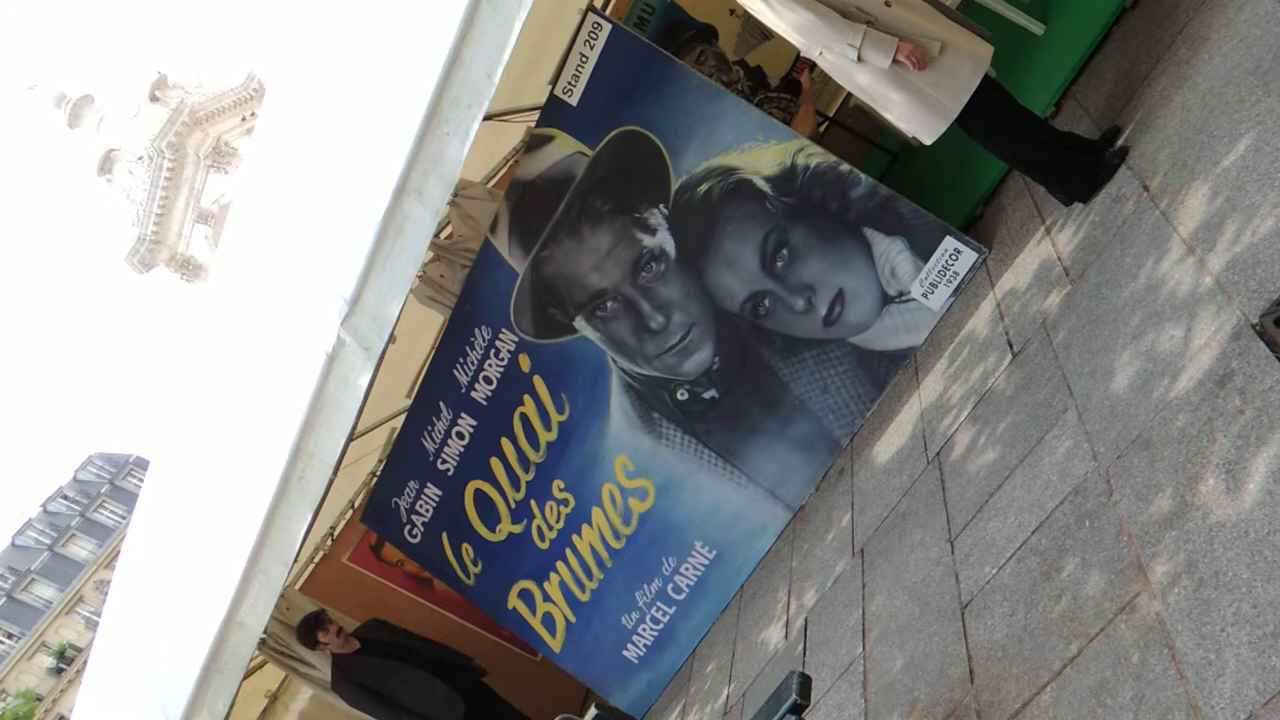 MU
Stand 209
Jean Michel Michèle
GABIN SIMON MORGAN
le Quai
des
Brumes
Un film de
MARCEL CARNÉ
Collection
PUBLIDECOR
1938